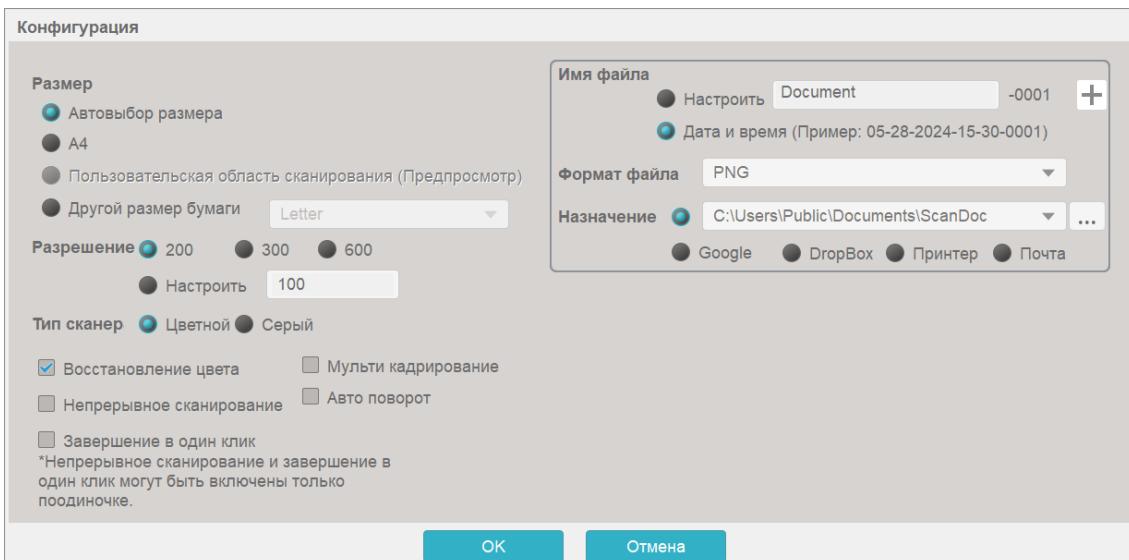 Конфигурация
Размер
Автовыбор размера
A4
Пользовательская область сканирования (Предпросмотр)
Другой размер бумаги Letter
Разрешение 200 300 600
Настроить 100
Тип сканер Цветной Серый
Восстановление цвета Мульти кадрирование
Непрерывное сканирование Авто поворот
Завершение в один клик
*Непрерывное сканирование и завершение в
один клик могут быть включены только
поодиночке.
Имя файла
Настроить Document -0001 +
Дата и время (Пример: 05-28-2024-15-30-0001)
Формат файла PNG
Назначение C:\Users\Public\Documents\ScanDoc ...
Google DropBox Принтер Почта
OK Отмена